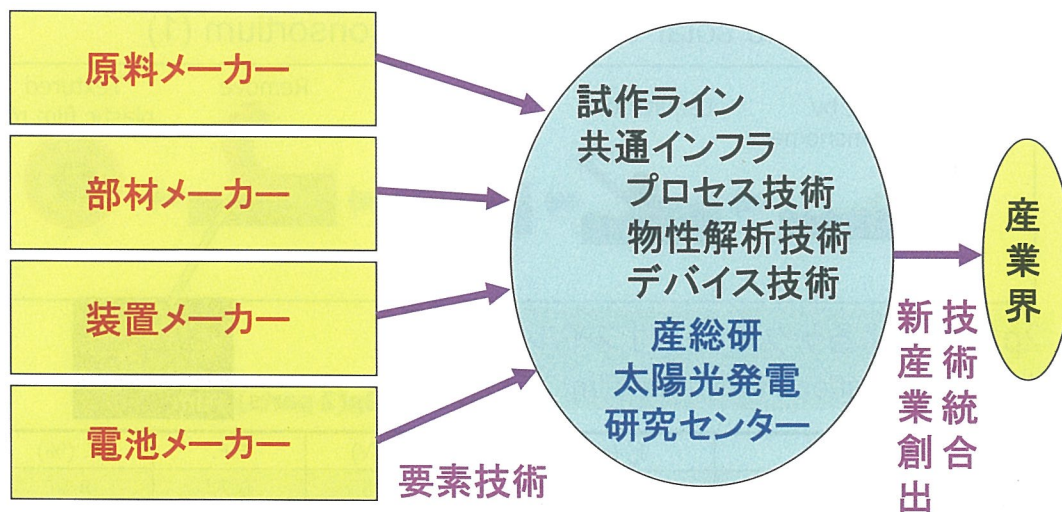 原料メーカー
部材メーカー
装置メーカー
電池メーカー
要素技術
試作ライン
共通インフラ
プロセス技術
物性解析技術
デバイス技術
産総研
太陽光発電
研究センター
技術統合
新産業創出
産業界